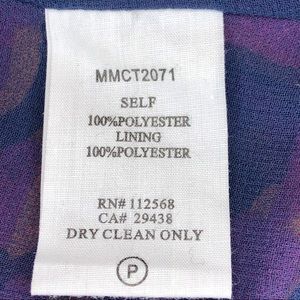 MMCT2071
SELF
100%POLYESTER
LINING
100%POLYESTER
RN# 112568
CA# 29438
DRY CLEAN ONLY
P